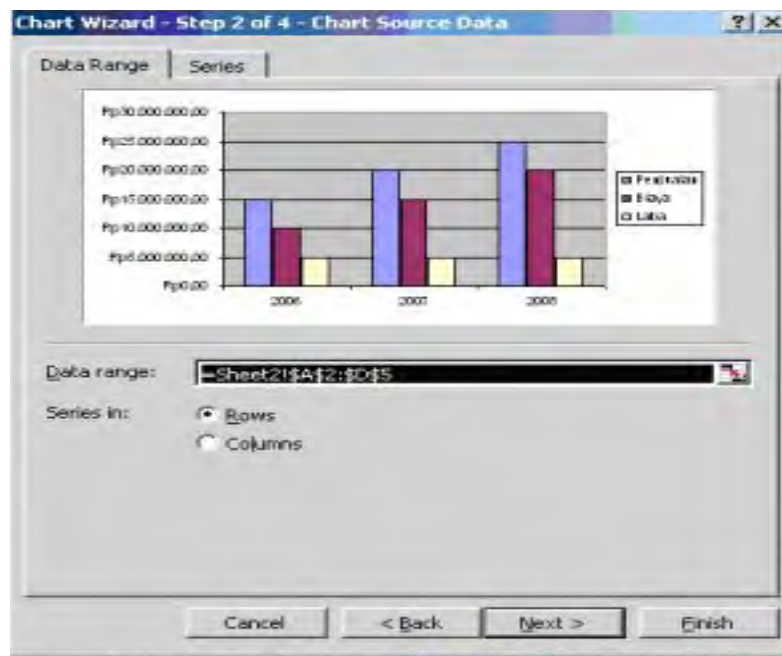 Chart Wizard - Step 2 of 4 - Chart Source Data
Data Range
Series
Rp30.000.000,00
Rp25.000.000,00
Rp20.000.000,00
Rp15.000.000,00
Rp10.000.000,00
Rp5.000.000,00
Rp0,00
2006
2007
2008
Penjualan
Biaya
Laba
Data range:
=Sheet2!$A$2:$D$5
Series in:
Rows
Columns
Cancel
< Back
Next >
Finish